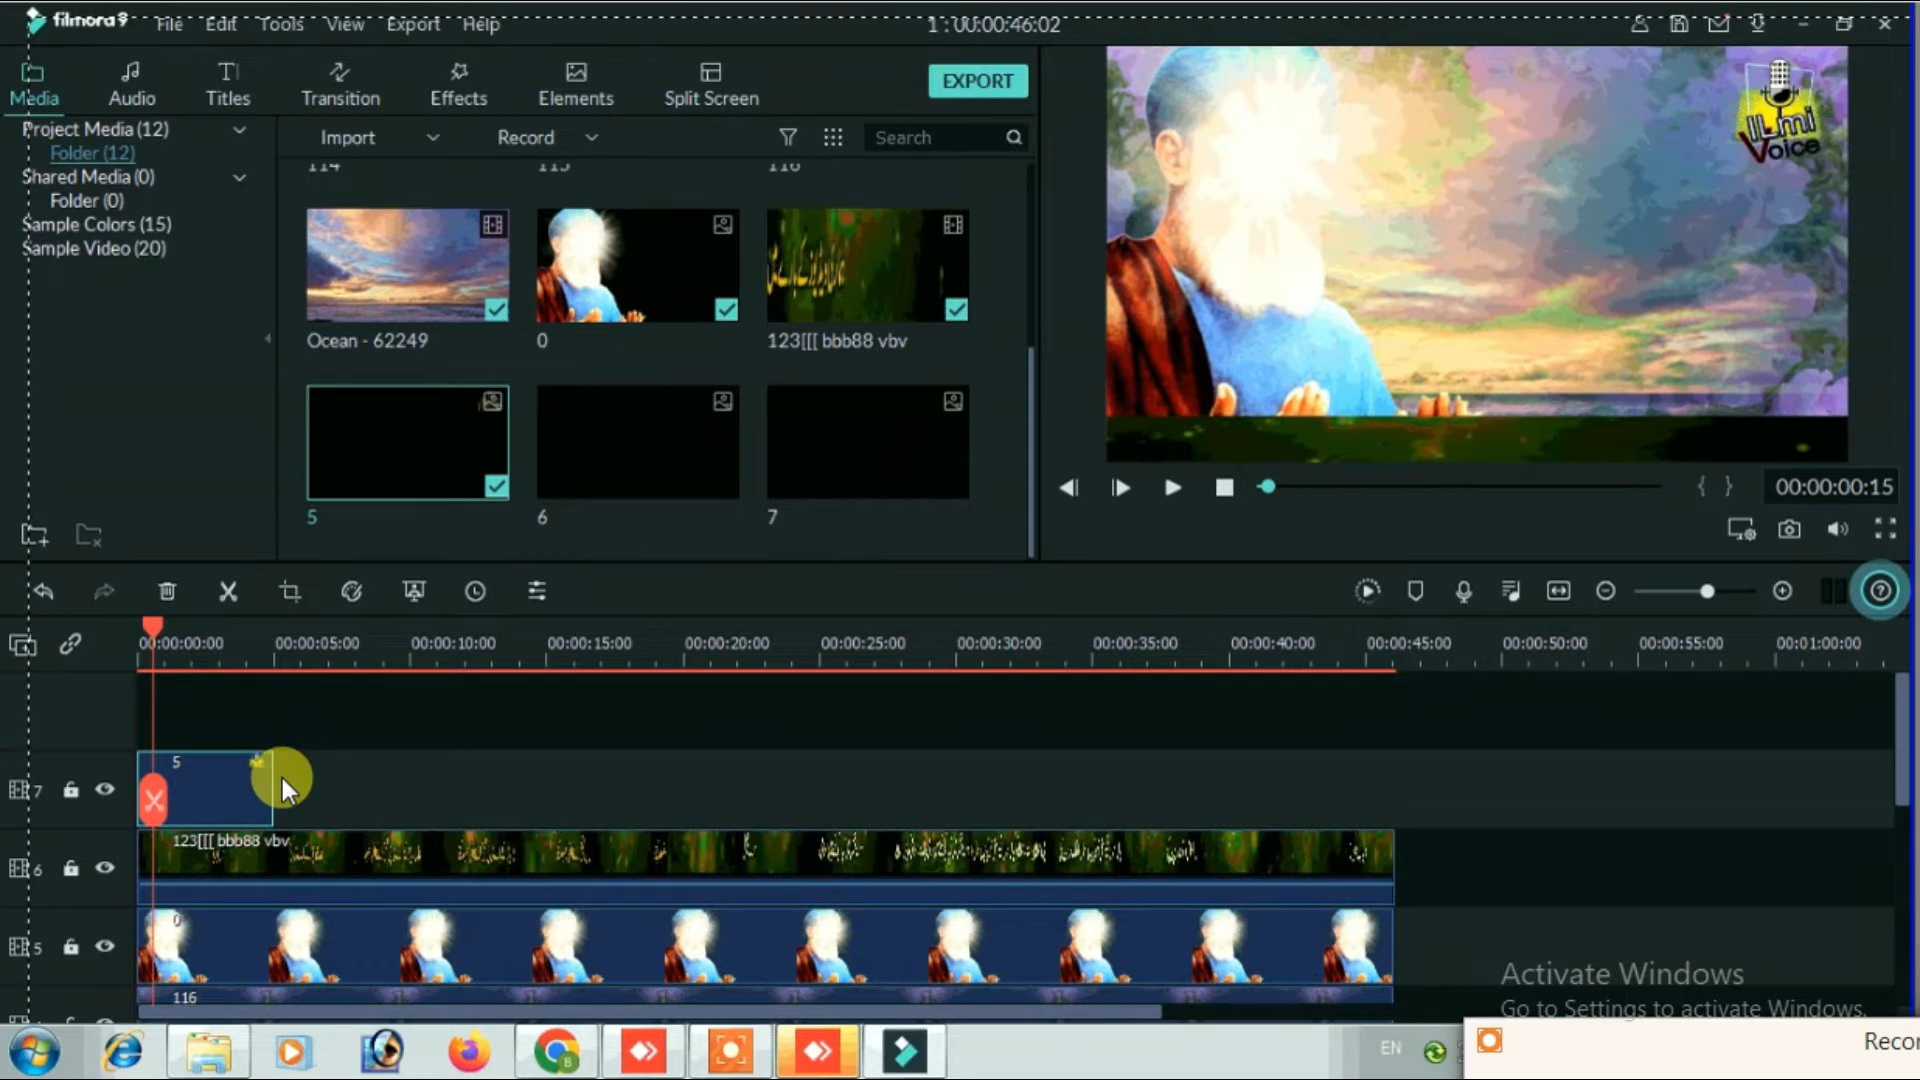 filmora9 File Edit Tools View Export Help
1 : 00:00:46:02
Media Audio Titles Transition Effects Elements Split Screen
EXPORT
Project Media (12)
Folder (12)
Shared Media (0)
Folder (0)
Sample Colors (15)
Sample Video (20)
Import Record Search
114 115 116
Ocean - 62249 0 123[[[ bbb88 vbv
5 6 7
ILmi
Voice
00:00:00:15
00:00:00:00 00:00:05:00 00:00:10:00 00:00:15:00 00:00:20:00 00:00:25:00 00:00:30:00 00:00:35:00 00:00:40:00 00:00:45:00 00:00:50:00 00:00:55:00 00:01:00:00
7 5
6 123[[[ bbb88 vbv
5 0
116
Activate Windows
Go to Settings to activate Windows.
EN
Recor